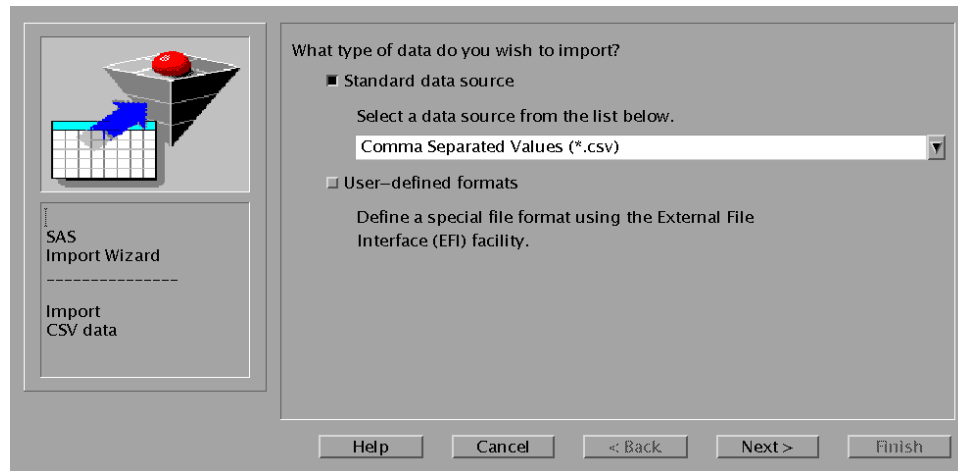 What type of data do you wish to import?
Standard data source
Select a data source from the list below.
Comma Separated Values (*.csv)
User–defined formats
Define a special file format using the External File
Interface (EFI) facility.
SAS
Import Wizard
---------------
Import
CSV data
Help
Cancel
< Back
Next >
Finish